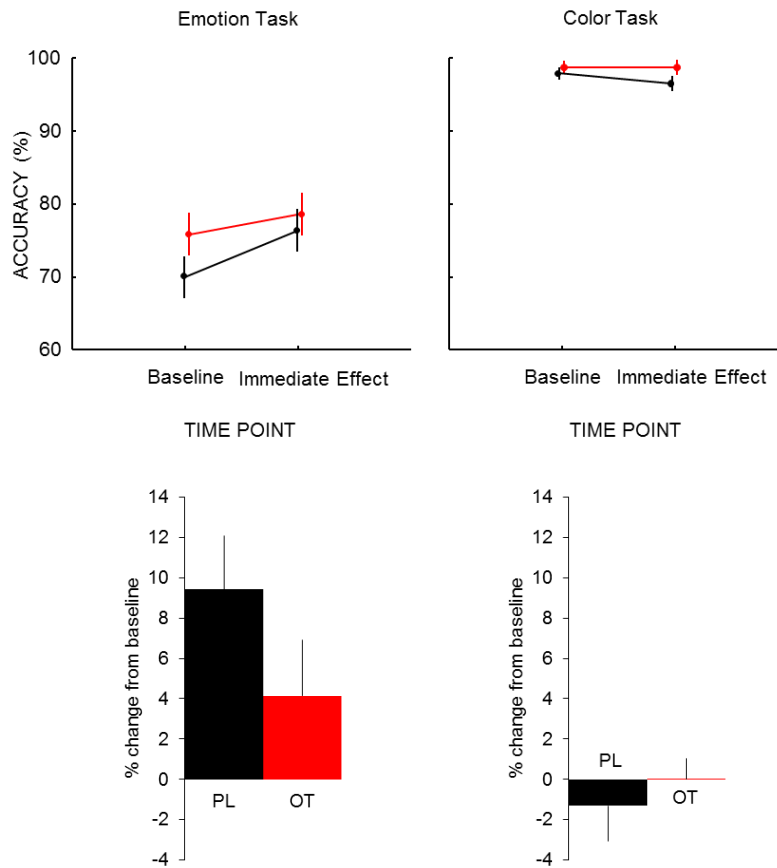 Emotion Task
Color Task
ACCURACY (%)
100
90
80
70
60
Baseline Immediate Effect
Baseline Immediate Effect
TIME POINT
TIME POINT
% change from baseline
14
12
10
8
6
4
2
0
-2
-4
PL OT
% change from baseline
14
12
10
8
6
4
2
0
-2
-4
PL
OT